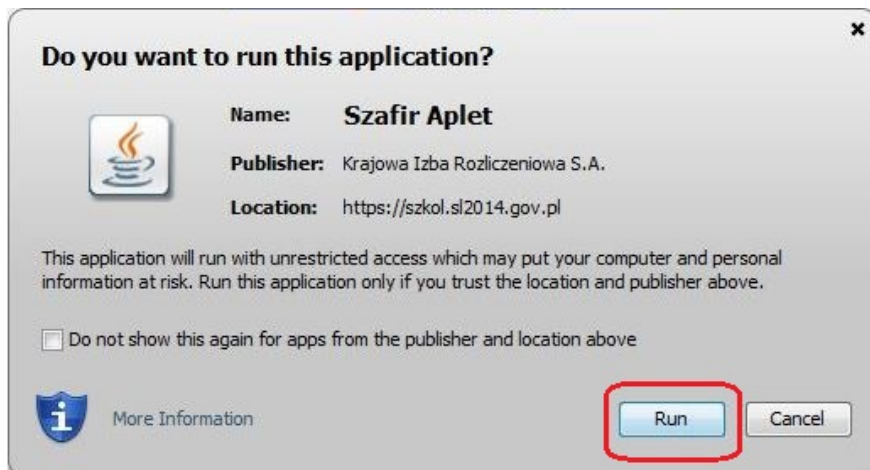 Do you want to run this application?
Name: Szafir Aplet
Publisher: Krajowa Izba Rozliczeniowa S.A.
Location: https://szkol.sl2014.gov.pl
This application will run with unrestricted access which may put your computer and personal
information at risk. Run this application only if you trust the location and publisher above.
Do not show this again for apps from the publisher and location above
More Information
Run
Cancel